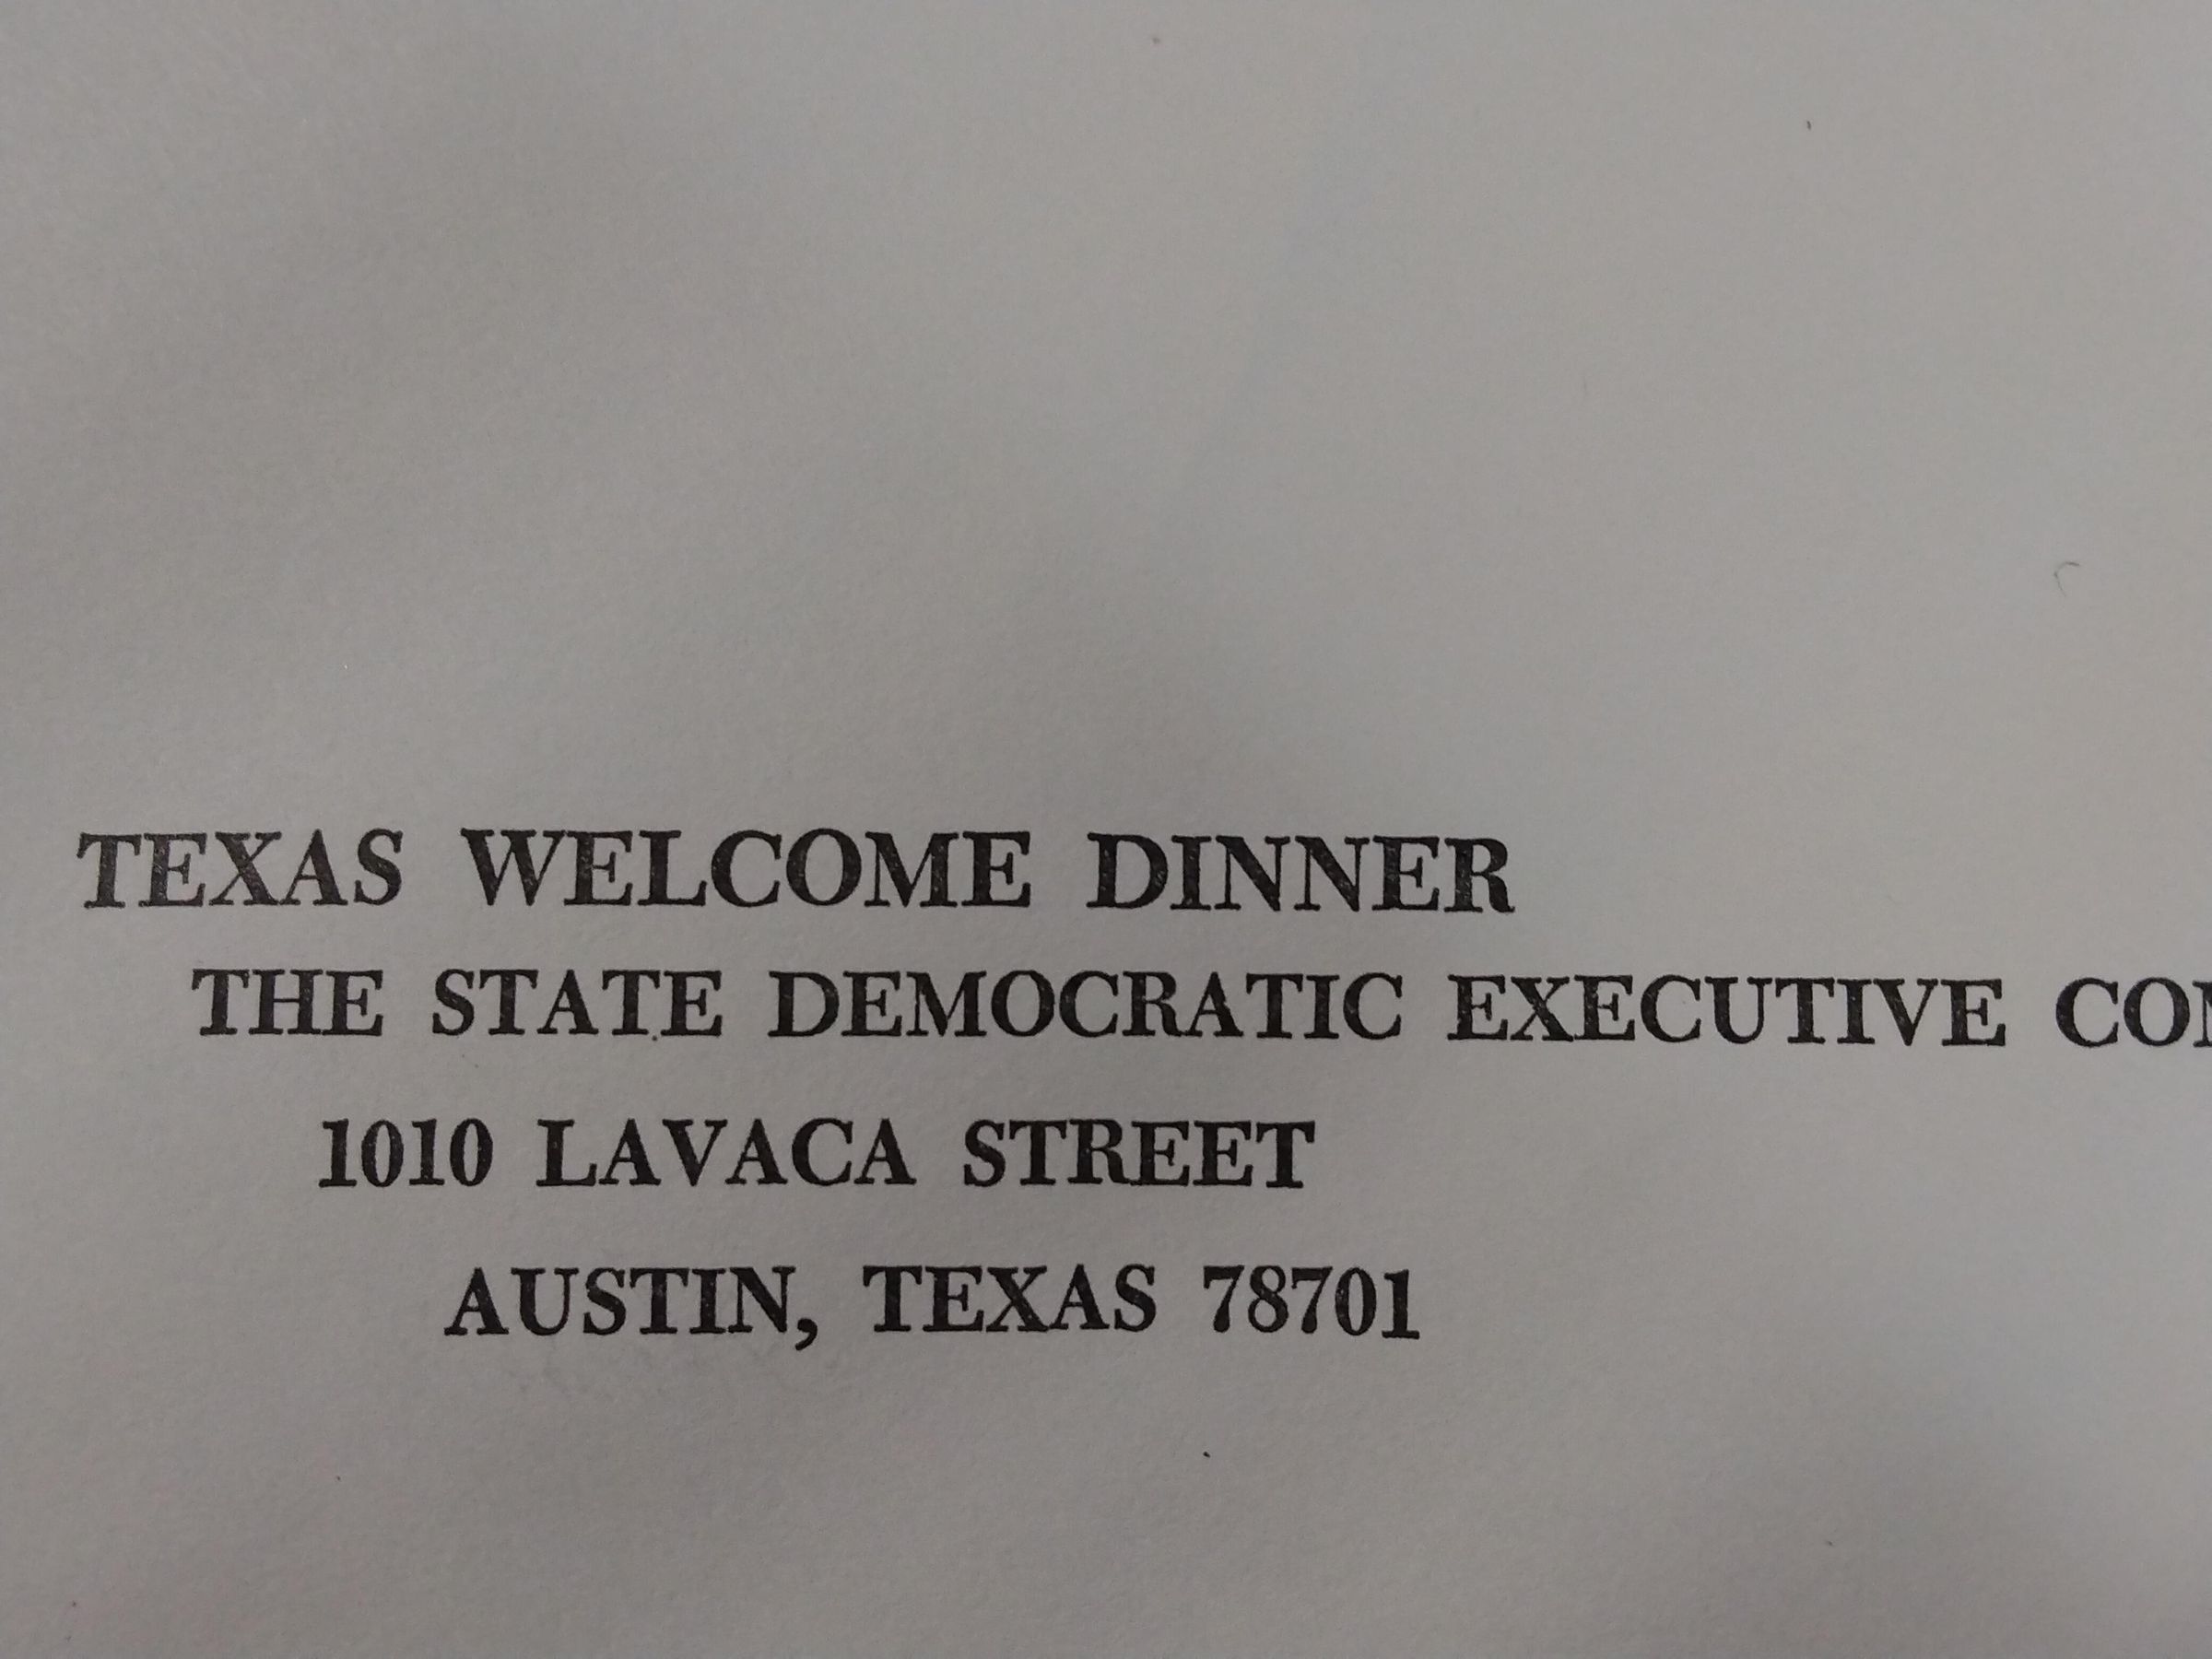 TEXAS WELCOME DINNER
THE STATE DEMOCRATIC EXECUTIVE
1010 LAVACA STREET
AUSTIN, TEXAS 78701